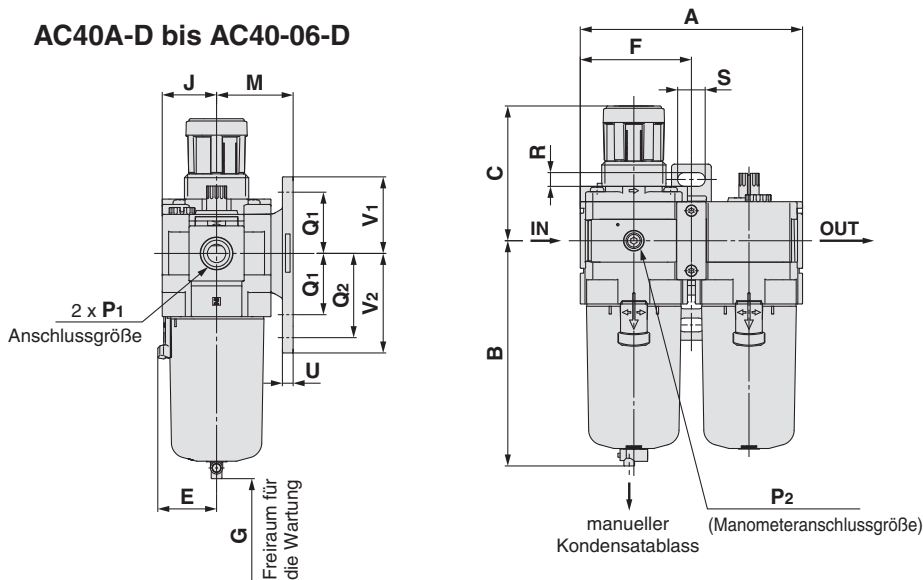 AC40A-D bis AC40-06-D
J
M
V1
Q1
Q1
Q2
V2
2 x P1
Anschlussgröße
U
E
G
Freiraum für
die Wartung
A
F
S
C
R
IN
OUT
B
P2
(Manometeranschlussgröße)
manueller
Kondensatablass